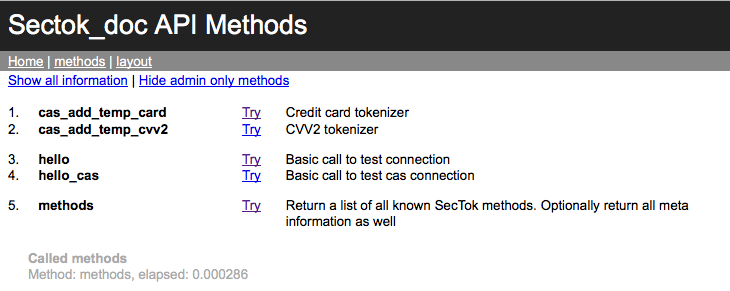 Sectok_doc API Methods
Home | methods | layout
Show all information | Hide admin only methods
1. cas_add_temp_card Try Credit card tokenizer
2. cas_add_temp_cvv2 Try CVV2 tokenizer
3. hello Try Basic call to test connection
4. hello_cas Try Basic call to test cas connection
5. methods Try Return a list of all known SecTok methods. Optionally return all meta
information as well
Called methods
Method: methods, elapsed: 0.000286